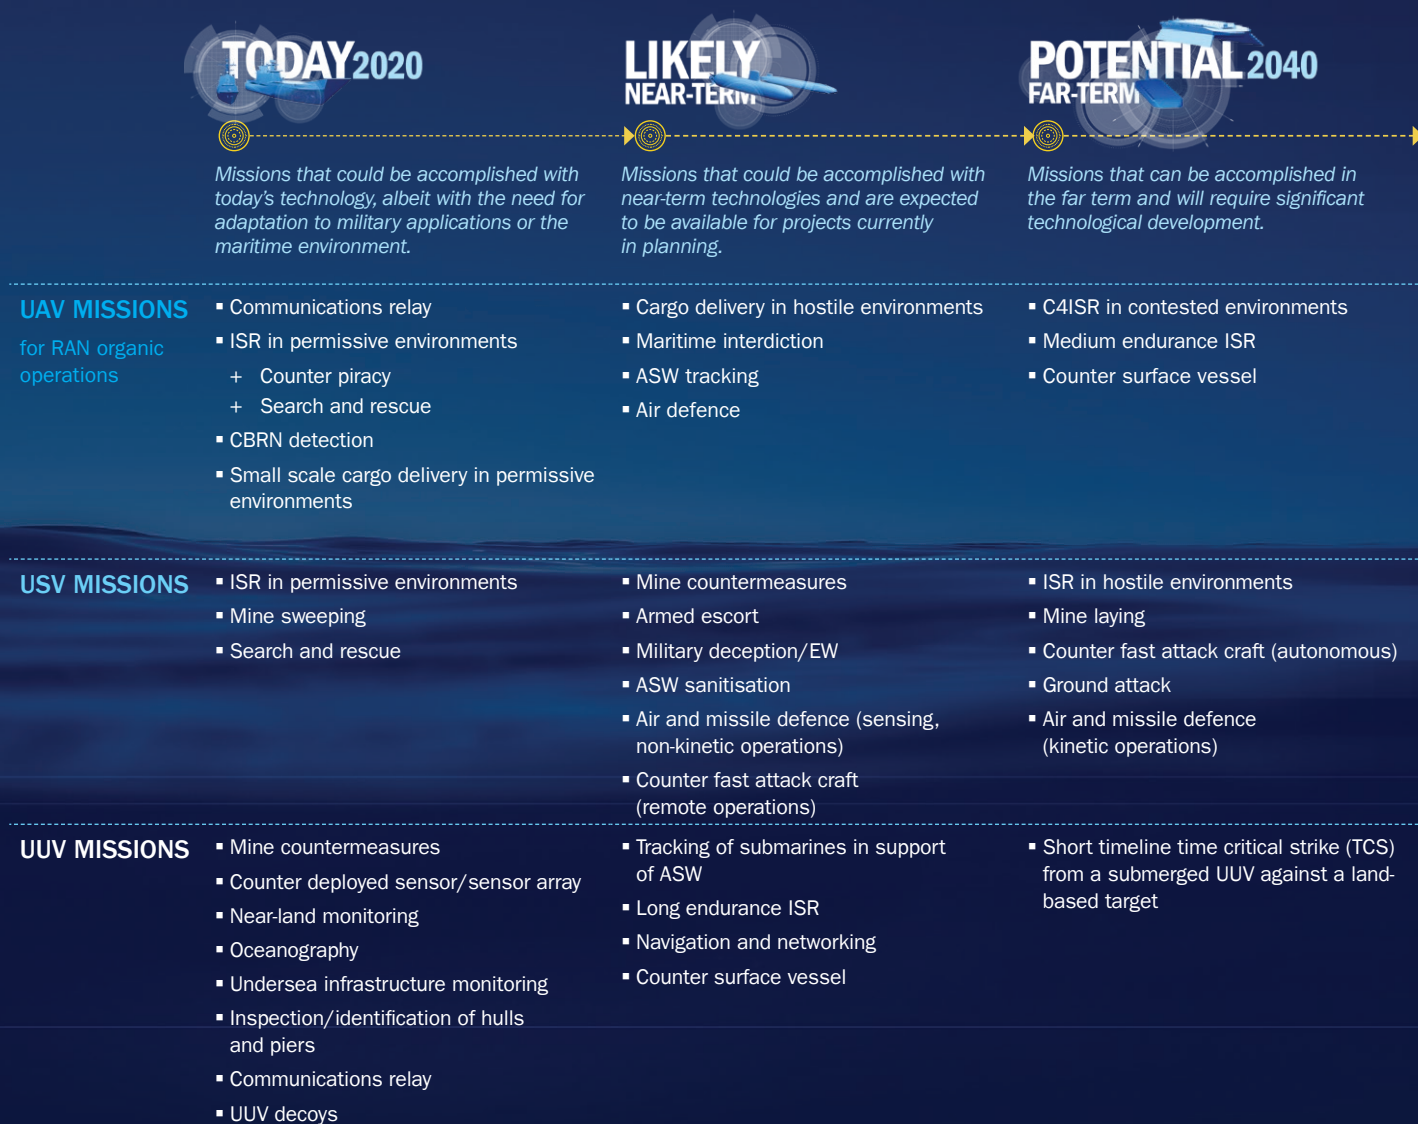 TODAY 2020
LIKELY
NEAR-TERM
POTENTIAL 2040
FAR-TERM
Missions that could be accomplished with
today's technology, albeit with the need for
adaptation to military applications or the
maritime environment.
Missions that could be accomplished with
near-term technologies and are expected
to be available for projects currently
in planning.
Missions that can be accomplished in
the far term and will require significant
technological development.
UAV MISSIONS
for RAN organic
operations
▪ Communications relay
▪ ISR in permissive environments
+ Counter piracy
+ Search and rescue
▪ CBRN detection
▪ Small scale cargo delivery in permissive
environments
▪ Cargo delivery in hostile environments
▪ Maritime interdiction
▪ ASW tracking
▪ Air defence
▪ C4ISR in contested environments
▪ Medium endurance ISR
▪ Counter surface vessel
USV MISSIONS
▪ ISR in permissive environments
▪ Mine sweeping
▪ Search and rescue
▪ Mine countermeasures
▪ Armed escort
▪ Military deception/EW
▪ ASW sanitisation
▪ Air and missile defence (sensing,
non-kinetic operations)
▪ Counter fast attack craft
(remote operations)
▪ ISR in hostile environments
▪ Mine laying
▪ Counter fast attack craft (autonomous)
▪ Ground attack
▪ Air and missile defence
(kinetic operations)
UUV MISSIONS
▪ Mine countermeasures
▪ Counter deployed sensor/sensor array
▪ Near-land monitoring
▪ Oceanography
▪ Undersea infrastructure monitoring
▪ Inspection/identification of hulls
and piers
▪ Communications relay
▪ UUV decoys
▪ Tracking of submarines in support
of ASW
▪ Long endurance ISR
▪ Navigation and networking
▪ Counter surface vessel
▪ Short timeline time critical strike (TCS)
from a submerged UUV against a land-
based target